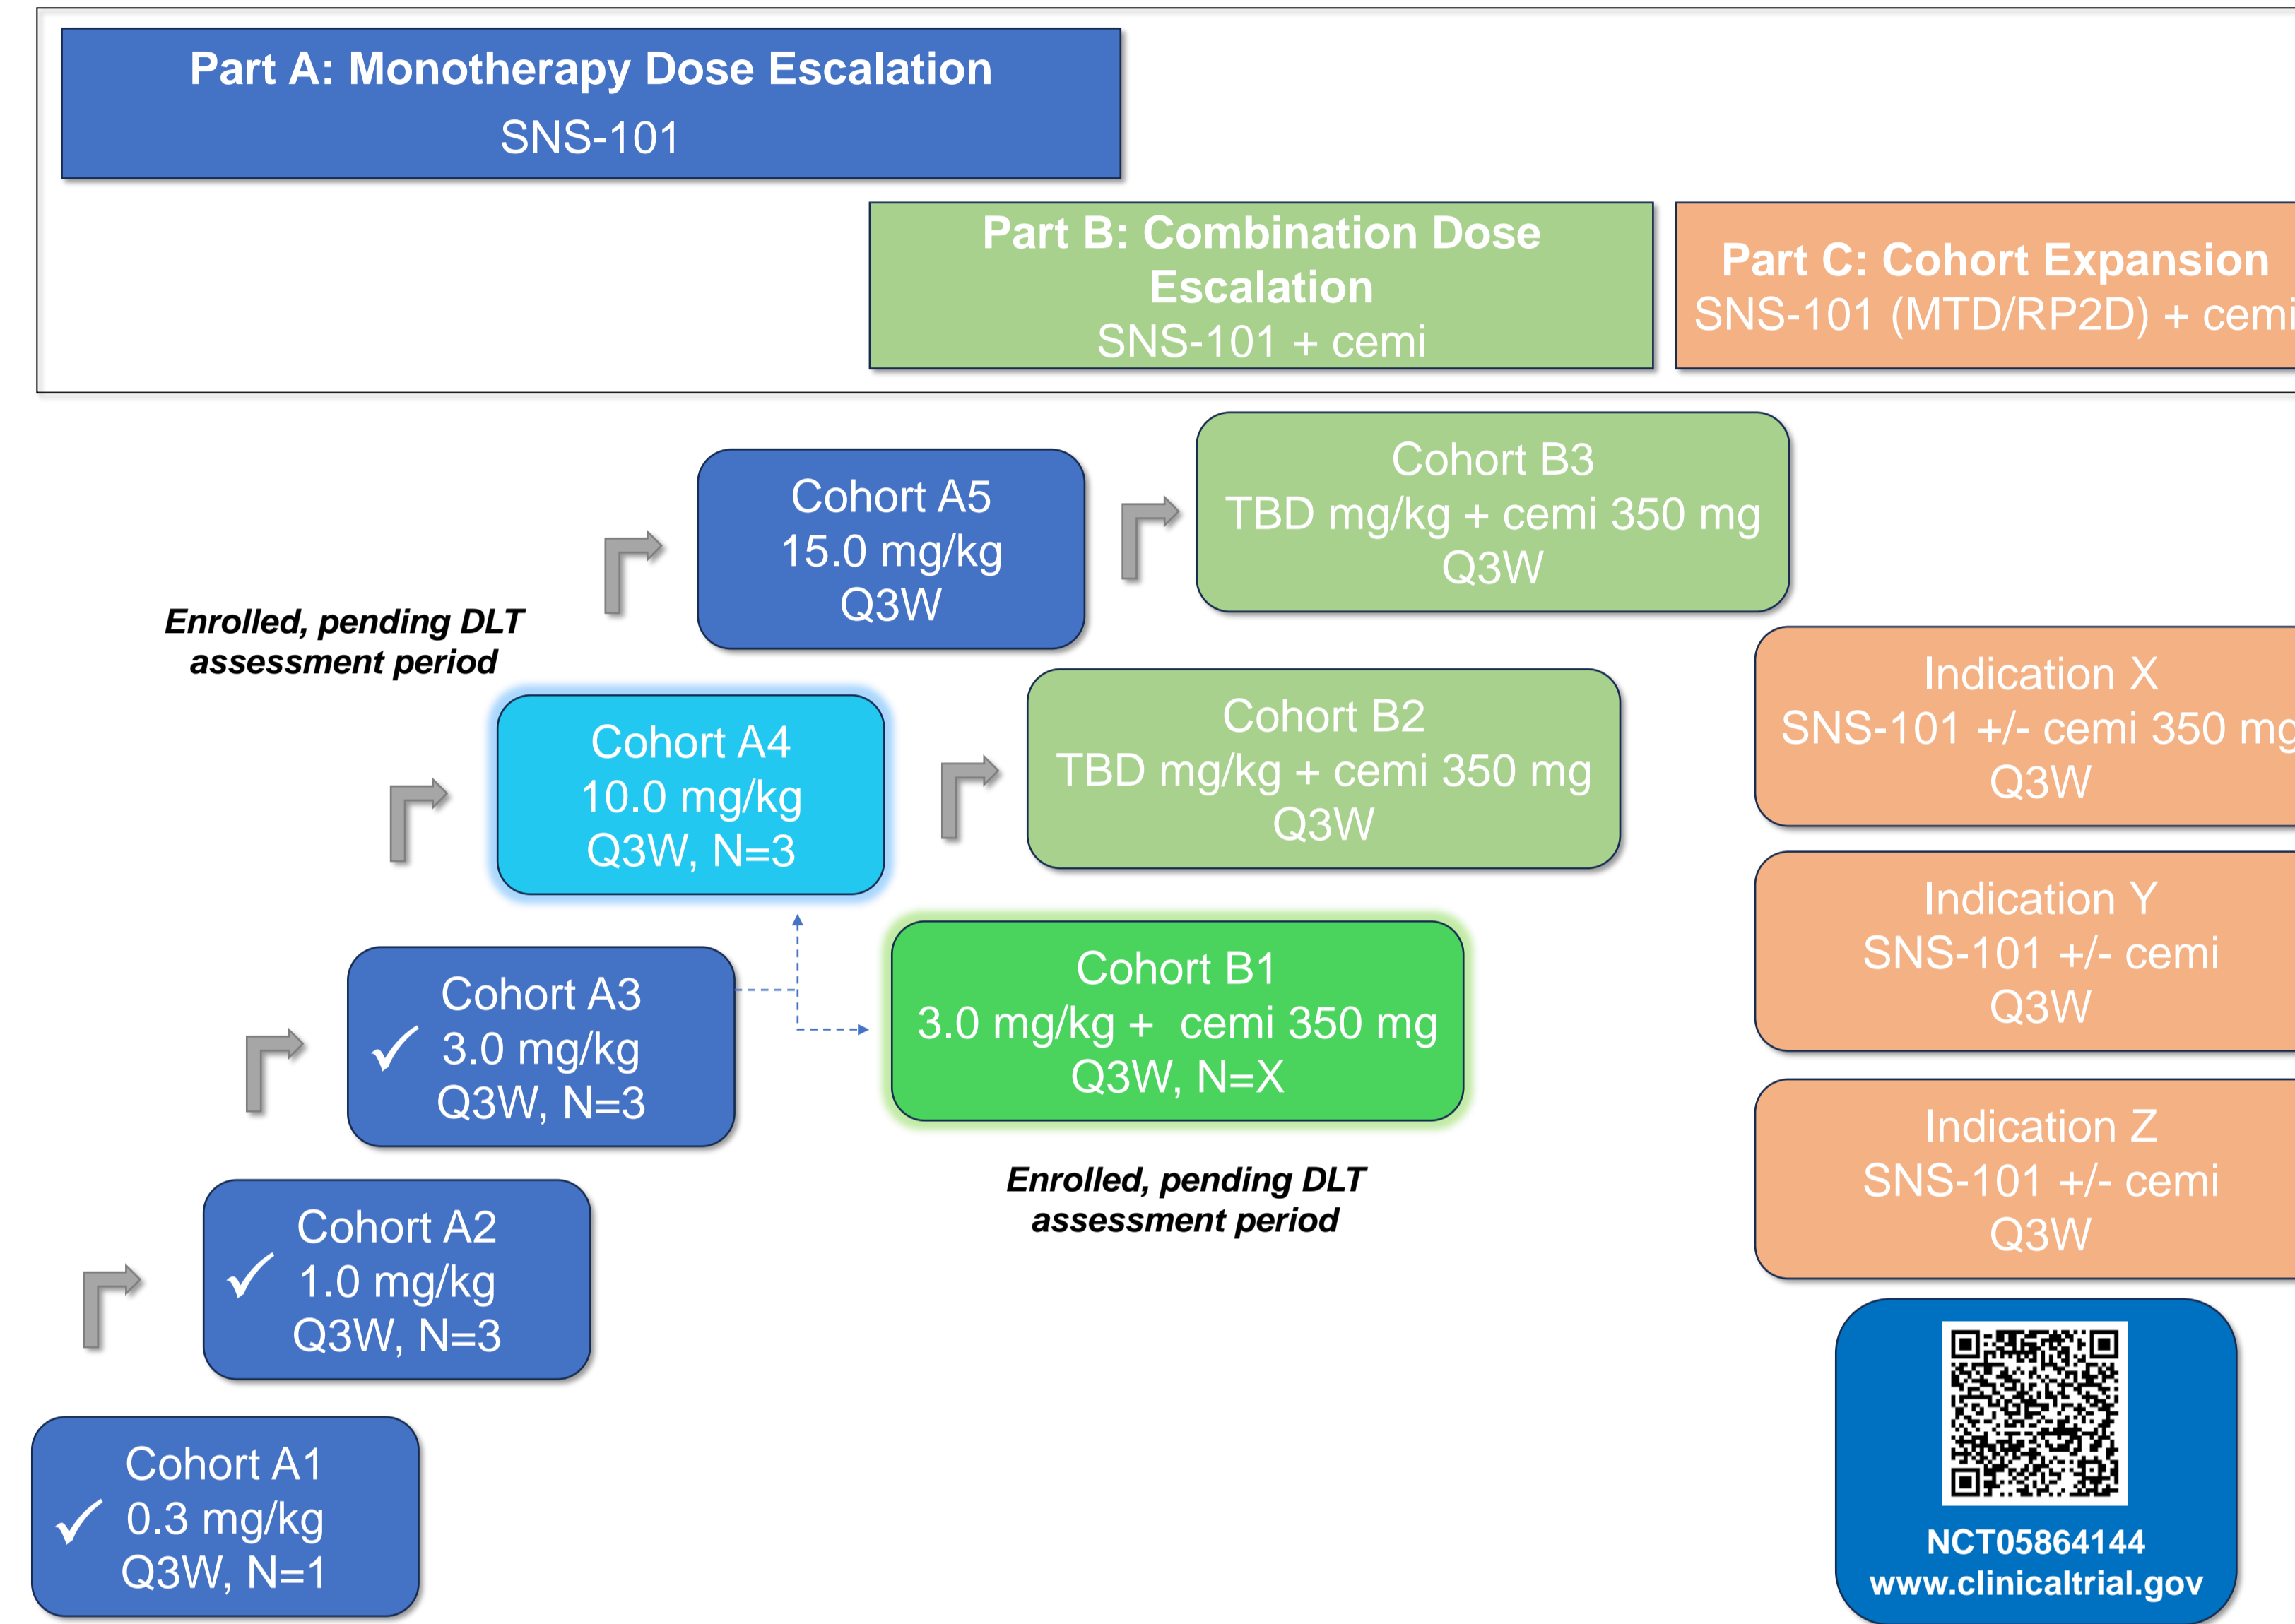 Part A: Monotherapy Dose Escalation
SNS-101
Part B: Combination Dose
Escalation
SNS-101 + cemi
Part C: Cohort Expansion
SNS-101 (MTD/RP2D) + cemi
Cohort B3
TBD mg/kg + cemi 350 mg
Q3W
Cohort A5
15.0 mg/kg
Q3W
Enrolled, pending DLT
assessment period
Indication X
SNS-101 +/- cemi 350 mg
Q3W
Cohort B2
TBD mg/kg + cemi 350 mg
Q3W
Cohort A4
10.0 mg/kg
Q3W, N=3
Indication Y
SNS-101 +/- cemi
Q3W
Cohort B1
3.0 mg/kg +  cemi 350 mg
Q3W, N=X
Enrolled, pending DLT
assessment period
Cohort A3
✓ 3.0 mg/kg
Q3W, N=3
Indication Z
SNS-101 +/- cemi
Q3W
Cohort A2
✓ 1.0 mg/kg
Q3W, N=3
Cohort A1
✓ 0.3 mg/kg
Q3W, N=1
NCT05864144
www.clinicaltrial.gov